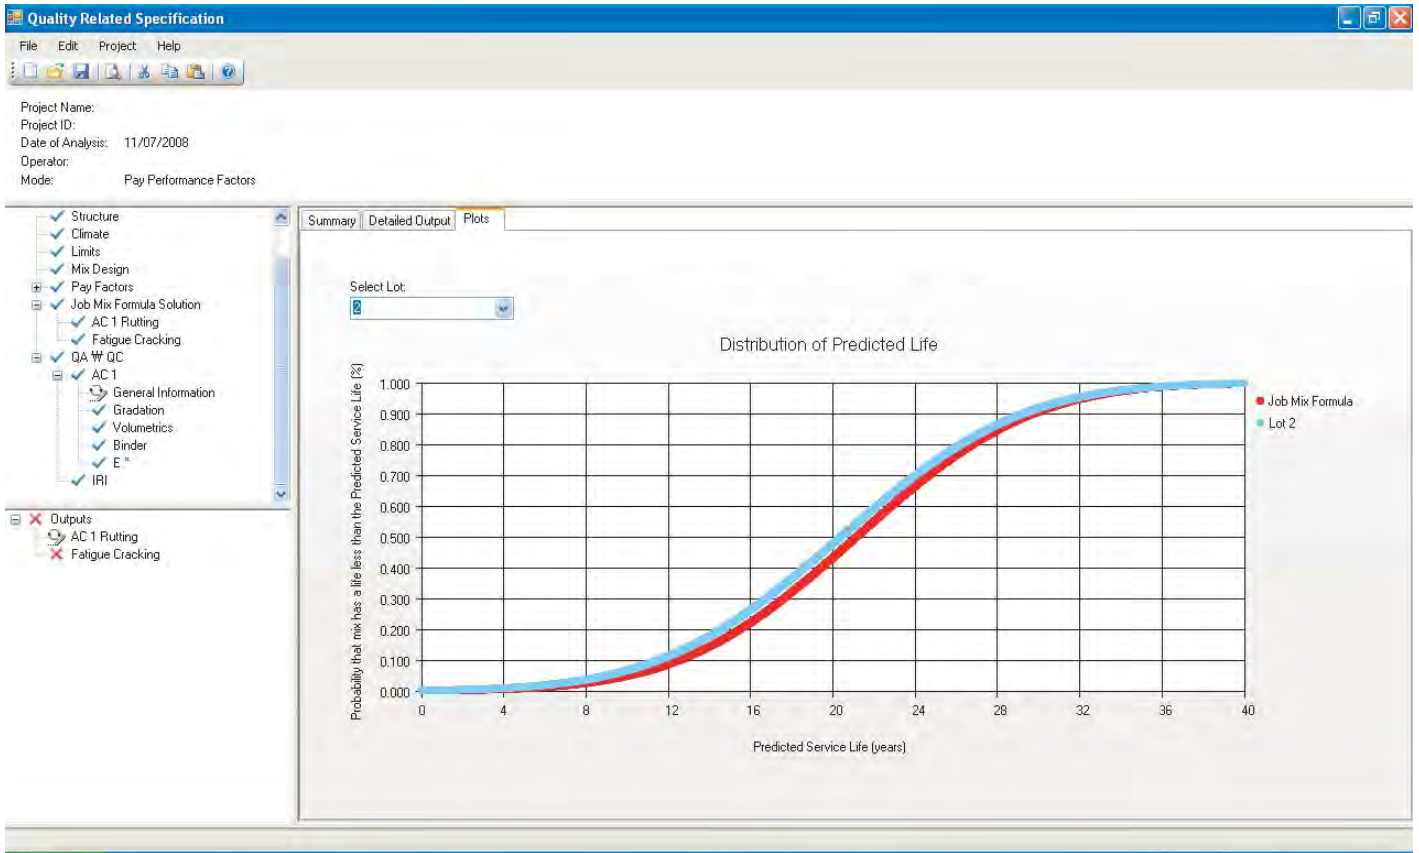 Quality Related Specification
File Edit Project Help
Project Name:
Project ID:
Date of Analysis: 11/07/2008
Operator:
Mode: Pay Performance Factors
Structure
Climate
Limits
Mix Design
Pay Factors
Job Mix Formula Solution
AC 1 Rutting
Fatigue Cracking
QA ₩ QC
AC 1
General Information
Gradation
Volumetrics
Binder
E *
IRI
Outputs
AC 1 Rutting
Fatigue Cracking
Summary Detailed Output Plots
Select Lot:
2
Distribution of Predicted Life
Probability that mix has a life less than the Predicted Service Life (%)
1.000
0.900
0.800
0.700
0.600
0.500
0.400
0.300
0.200
0.100
0.000
0 4 8 12 16 20 24 28 32 36 40
Predicted Service Life (years)
Job Mix Formula
Lot 2